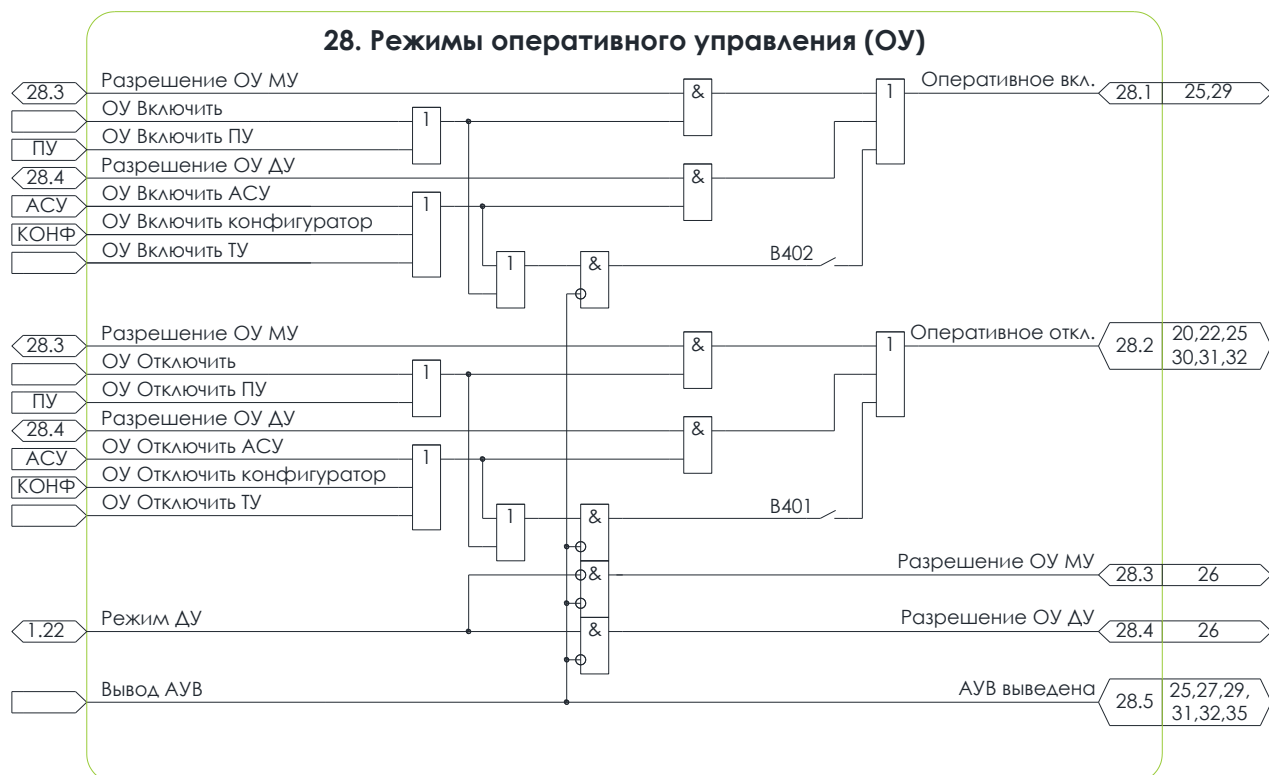 28. Режимы оперативного управления (ОУ)
28.3 Разрешение ОУ МУ & 1 Оперативное вкл. 28.1 25,29
ОУ Включить 1
ПУ ОУ Включить ПУ
28.4 Разрешение ОУ ДУ &
АСУ ОУ Включить АСУ 1
КОНФ ОУ Включить конфигуратор
ОУ Включить ТУ 1 & В402
28.3 Разрешение ОУ МУ & 1 Оперативное откл. 28.2 20,22,25
30,31,32
ОУ Отключить 1
ПУ ОУ Отключить ПУ
28.4 Разрешение ОУ ДУ &
АСУ ОУ Отключить АСУ 1
КОНФ ОУ Отключить конфигуратор
ОУ Отключить ТУ 1 & В401
& Разрешение ОУ МУ 28.3 26
1.22 Режим ДУ & Разрешение ОУ ДУ 28.4 26
Вывод АУВ АУВ выведена 28.5 25,27,29,
31,32,35